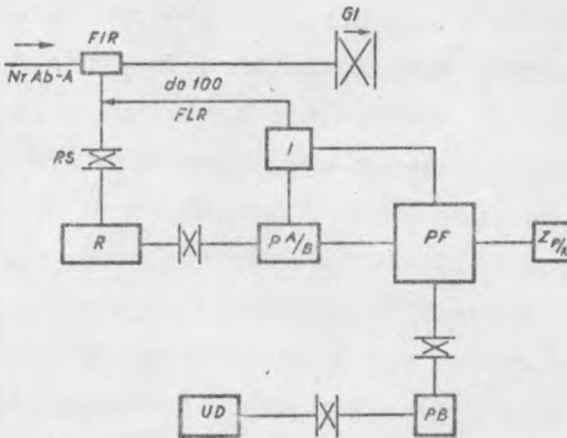 FIR
GI
Nr Ab-A
do 100
FLR
RS
I
R
P A/B
PF
Z P/R
UD
PB